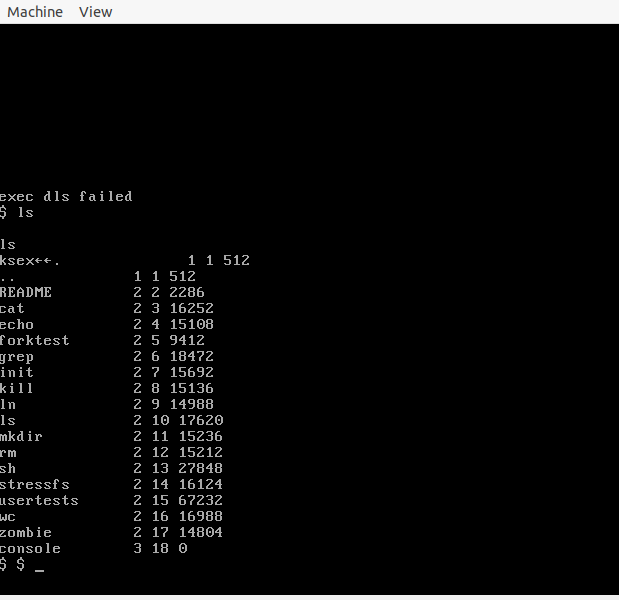 Machine View
exec dls failed
$ ls
ls
ksex←←. 1 1 512
.. 1 1 512
README 2 2 2286
cat 2 3 16252
echo 2 4 15108
forktest 2 5 9412
grep 2 6 18472
init 2 7 15692
kill 2 8 15136
ln 2 9 14988
ls 2 10 17620
mkdir 2 11 15236
rm 2 12 15212
sh 2 13 27848
stressfs 2 14 16124
usertests 2 15 67232
wc 2 16 16988
zombie 2 17 14804
console 3 18 0
$ $ _